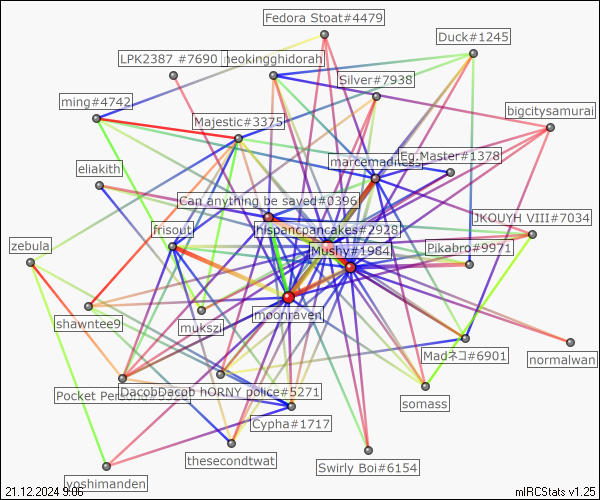 Fedora Stoat#4479
Duck#1245
LPK2387 #7690
neokingghidorah
Silver#7938
ming#4742
bigcitysamurai
Majestic#3375
Eg.Master#1378
marcemadness
eliakith
Can anything be saved#0396
JKOUYH VIII#7034
frisout
hispanicpancakes#2928
zebula
Mushy#1984
Pikabro#9971
moonraven
shawntee9
mukszi
Madネコ#6901
normalwan
DacobDacob hORNY police#5271
Pocket Person
somass
Cypha#1717
thesecondtwat
Swirly Boi#6154
yoshimanden
21.12.2024 9:06
mIRCStats v1.25